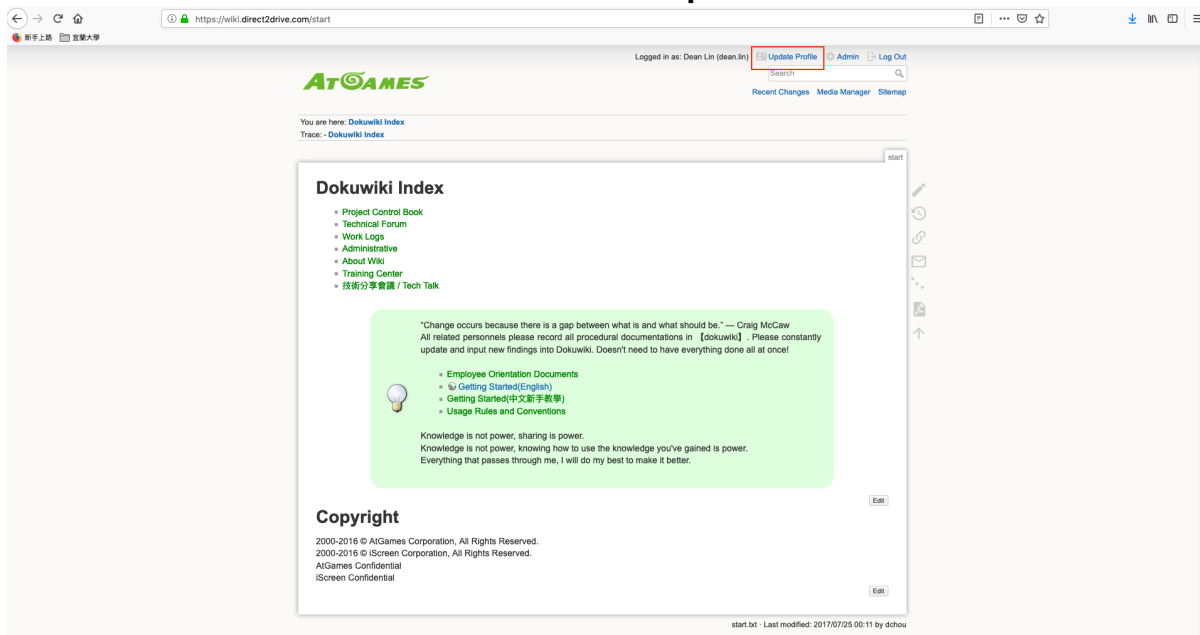 https://wiki.direct2drive.com/start
新手上路 宜蘭大學
Logged in as: Dean Lin (dean.lin) Update Profile Admin Log Out
ATGAMES
Search
Recent Changes Media Manager Sitemap
You are here: Dokuwiki Index
Trace: • Dokuwiki Index
start
Dokuwiki Index
Project Control Book
Technical Forum
Work Logs
Administrative
About Wiki
Training Center
技術分享會議 / Tech Talk
"Change occurs because there is a gap between what is and what should be." — Craig McCaw
All related personnels please record all procedural documentations in 【dokuwiki】. Please constantly
update and input new findings into Dokuwiki. Doesn't need to have everything done all at once!
Employee Orientation Documents
Getting Started(English)
Getting Started(中文新手教學)
Usage Rules and Conventions
Knowledge is not power, sharing is power.
Knowledge is not power, knowing how to use the knowledge you've gained is power.
Everything that passes through me, I will do my best to make it better.
Edit
Copyright
2000-2016 © AtGames Corporation, All Rights Reserved.
2000-2016 © iScreen Corporation, All Rights Reserved.
AtGames Confidential
iScreen Confidential
Edit
start.txt · Last modified: 2017/07/25 00:11 by dchou